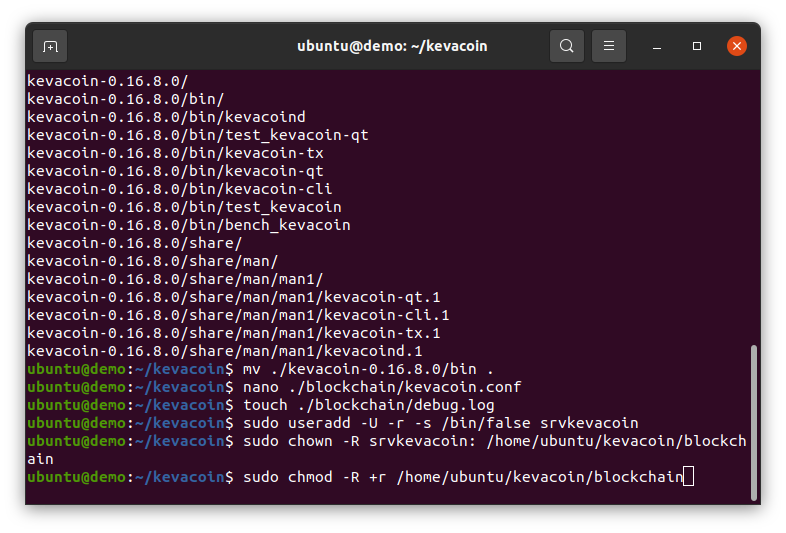 ubuntu@demo: ~/kevacoin
kevacoin-0.16.8.0/
kevacoin-0.16.8.0/bin/
kevacoin-0.16.8.0/bin/kevacoind
kevacoin-0.16.8.0/bin/test_kevacoin-qt
kevacoin-0.16.8.0/bin/kevacoin-tx
kevacoin-0.16.8.0/bin/kevacoin-qt
kevacoin-0.16.8.0/bin/kevacoin-cli
kevacoin-0.16.8.0/bin/test_kevacoin
kevacoin-0.16.8.0/bin/bench_kevacoin
kevacoin-0.16.8.0/share/
kevacoin-0.16.8.0/share/man/
kevacoin-0.16.8.0/share/man/man1/
kevacoin-0.16.8.0/share/man/man1/kevacoin-qt.1
kevacoin-0.16.8.0/share/man/man1/kevacoin-cli.1
kevacoin-0.16.8.0/share/man/man1/kevacoin-tx.1
kevacoin-0.16.8.0/share/man/man1/kevacoind.1
ubuntu@demo:~/kevacoin$ mv ./kevacoin-0.16.8.0/bin .
ubuntu@demo:~/kevacoin$ nano ./blockchain/kevacoin.conf
ubuntu@demo:~/kevacoin$ touch ./blockchain/debug.log
ubuntu@demo:~/kevacoin$ sudo useradd -U -r -s /bin/false srvkevacoin
ubuntu@demo:~/kevacoin$ sudo chown -R srvkevacoin: /home/ubuntu/kevacoin/blockch
ain
ubuntu@demo:~/kevacoin$ sudo chmod -R +r /home/ubuntu/kevacoin/blockchain